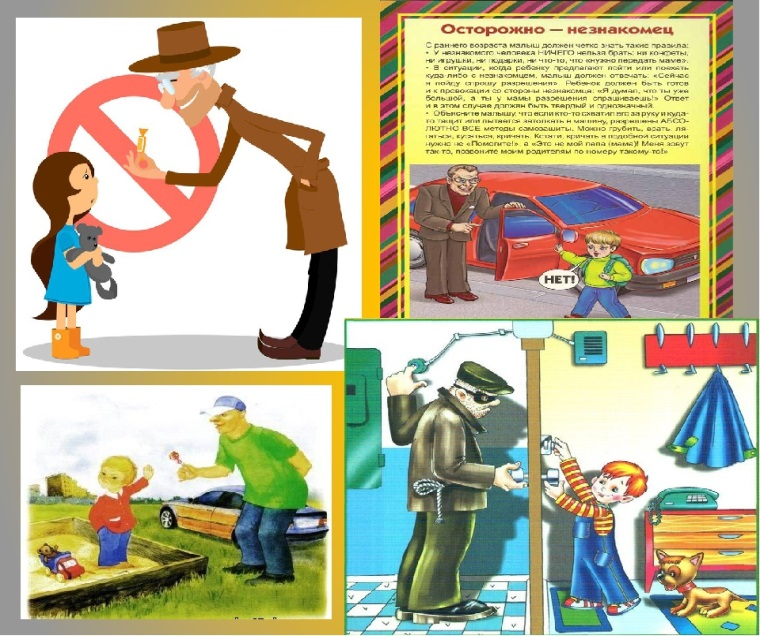 Осторожно — незнакомец
С раннего возраста малыш должен четко знать такие правила:
• У незнакомого человека НИЧЕГО нельзя брать: ни конфеты,
ни игрушки, ни подарки, ни что-то, что «нужно передать маме».
• В ситуации, когда ребенку предлагают пойти или поехать
куда-либо с незнакомцем, малыш должен отвечать: «Сейчас
я пойду спрошу разрешения». Ребенок должен быть готов
и к провокации со стороны незнакомца: «Я думал, что ты уже
большой, а ты у мамы разрешения спрашиваешь!» Ответ
и в этом случае должен быть твердый и однозначный.
• Объясните малышу, что если кто-то схватил его за руку и куда-
то тащит или пытается затолкать в машину, разрешены АБСО-
ЛЮТНО ВСЕ методы самозащиты. Можно грубить, врать, ля-
гаться, кусаться, кричать. Кстати, кричать в подобной ситуации
нужно не «Помогите!», а «Это не мой папа (мама)! Меня зовут
так-то, позвоните моим родителям по номеру такому-то!»
НЕТ!